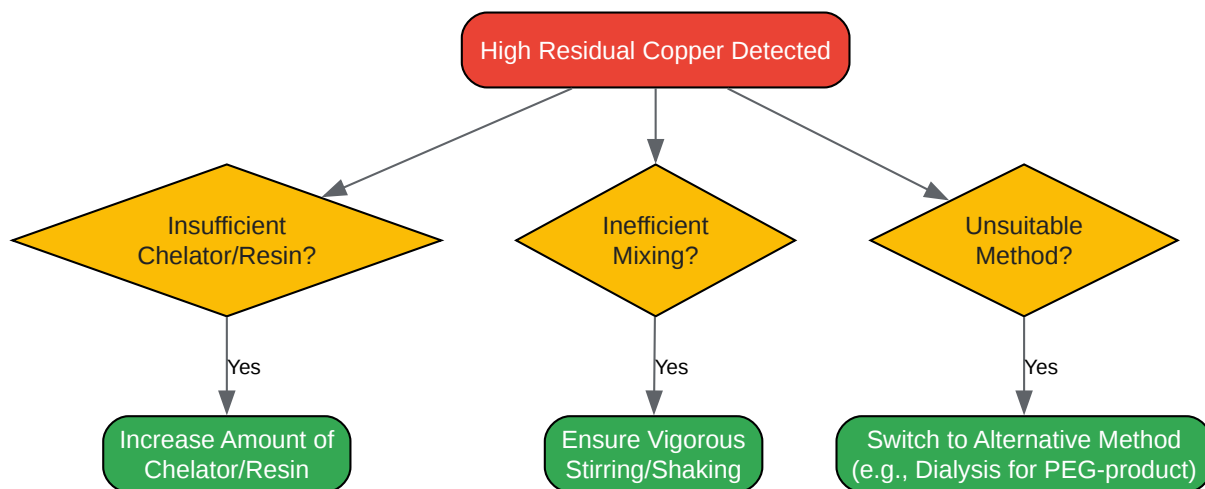 High Residual Copper Detected
Insufficient
Chelator/Resin?
Inefficient
Mixing?
Unsuitable
Method?
Yes
Yes
Yes
Increase Amount of
Chelator/Resin
Ensure Vigorous
Stirring/Shaking
Switch to Alternative Method
(e.g., Dialysis for PEG-product)